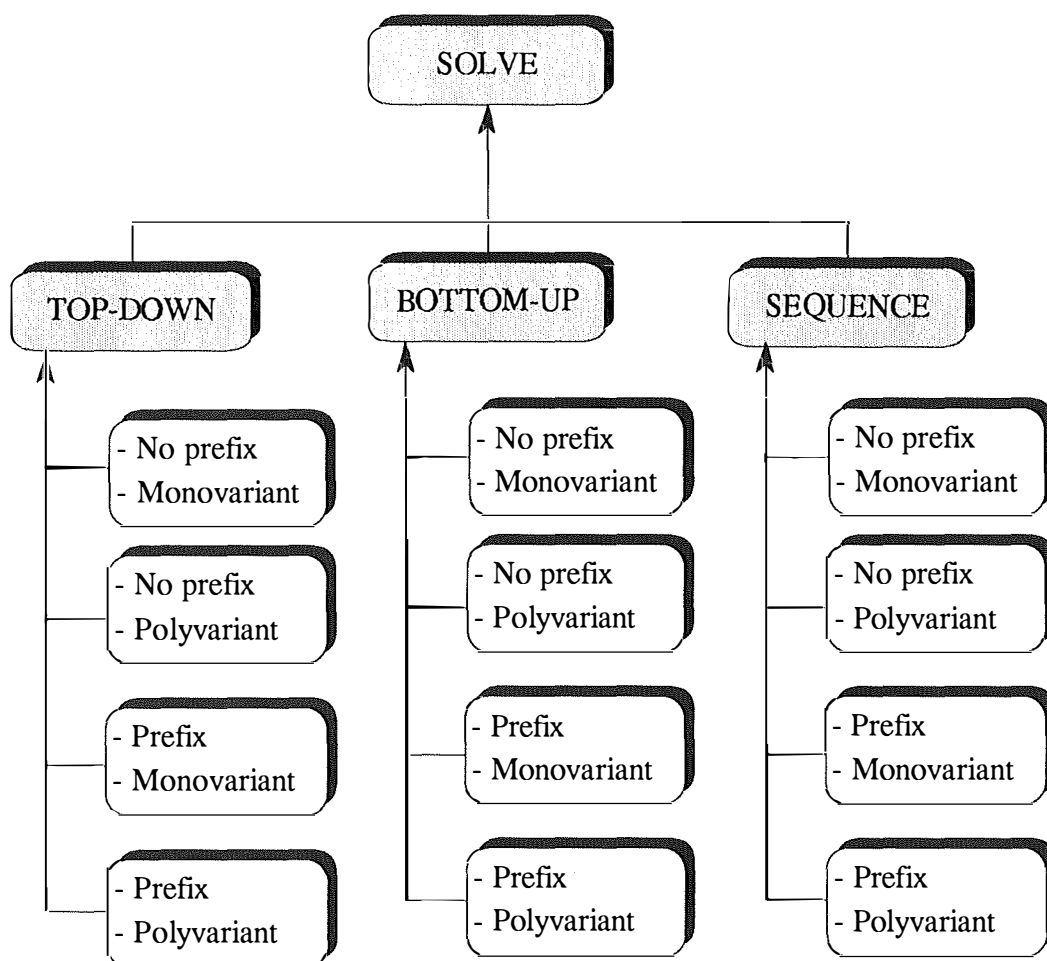 SOLVE
TOP-DOWN
BOTTOM-UP
SEQUENCE
- No prefix
- Monovariant
- No prefix
- Polyvariant
- Prefix
- Monovariant
- Prefix
- Polyvariant
- No prefix
- Monovariant
- No prefix
- Polyvariant
- Prefix
- Monovariant
- Prefix
- Polyvariant
- No prefix
- Monovariant
- No prefix
- Polyvariant
- Prefix
- Monovariant
- Prefix
- Polyvariant